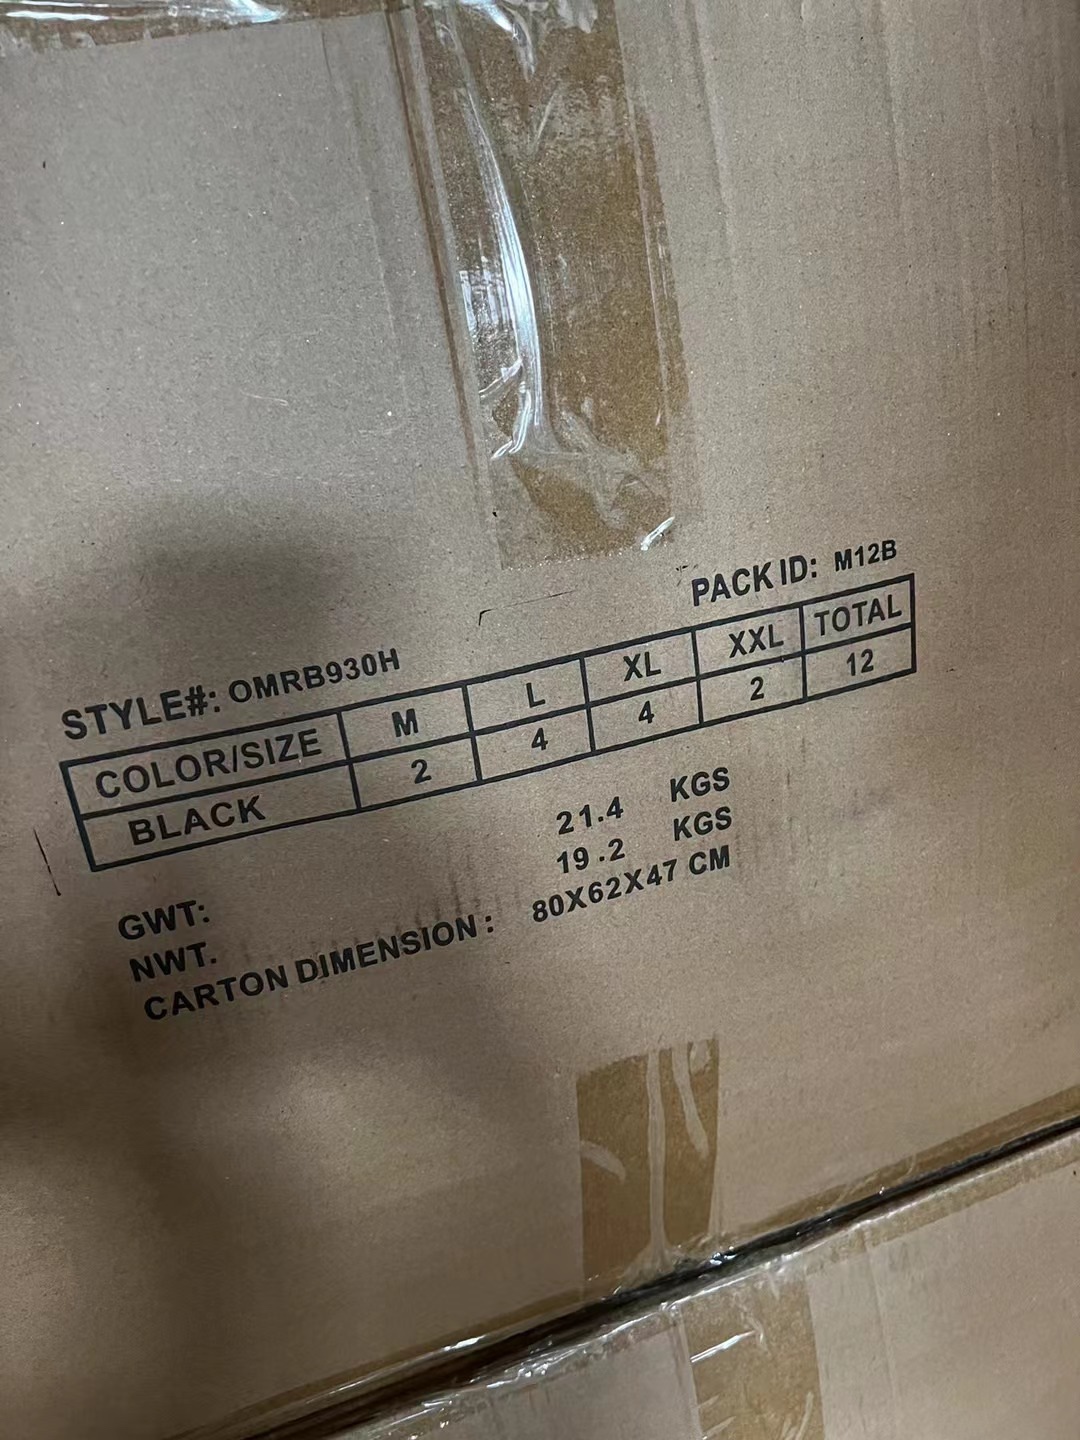 PACK ID: M12B
STYLE#: OMRB930H
COLOR/SIZE M L XL XXL TOTAL
BLACK 2 4 4 2 12
GWT: 21.4 KGS
NWT. 19.2 KGS
CARTON DIMENSION: 80X62X47 CM